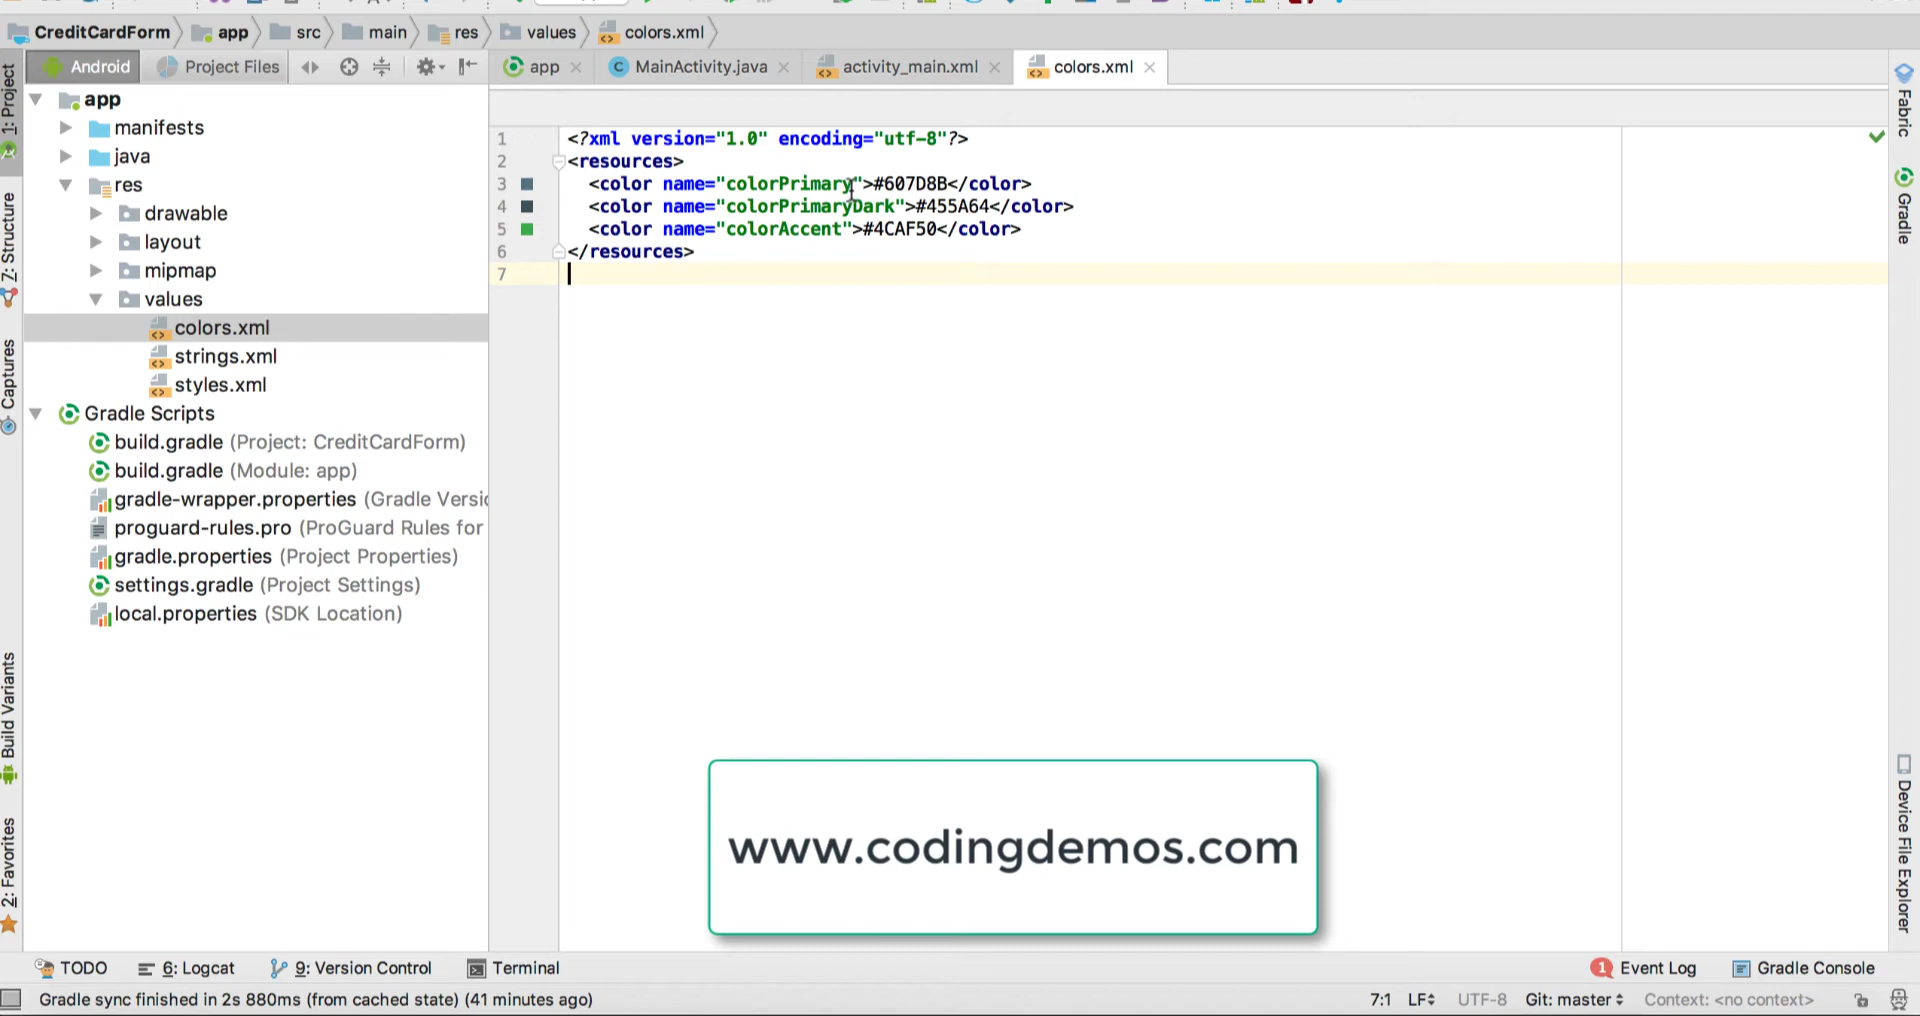 CreditCardForm app src main res values colors.xml
Android Project Files
app MainActivity.java activity_main.xml colors.xml
1: Project
7: Structure
Captures
Build Variants
2: Favorites
app
manifests
java
res
drawable
layout
mipmap
values
colors.xml
strings.xml
styles.xml
Gradle Scripts
build.gradle (Project: CreditCardForm)
build.gradle (Module: app)
gradle-wrapper.properties (Gradle Versi
proguard-rules.pro (ProGuard Rules for
gradle.properties (Project Properties)
settings.gradle (Project Settings)
local.properties (SDK Location)
1 <?xml version="1.0" encoding="utf-8"?>
2 <resources>
3 <color name="colorPrimary">#607D8B</color>
4 <color name="colorPrimaryDark">#455A64</color>
5 <color name="colorAccent">#4CAF50</color>
6 </resources>
7
www.codingdemos.com
Fabric
Gradle
Device File Explorer
TODO 6: Logcat 9: Version Control Terminal 1 Event Log Gradle Console
Gradle sync finished in 2s 880ms (from cached state) (41 minutes ago) 7:1 LF UTF-8 Git: master Context: <no context>